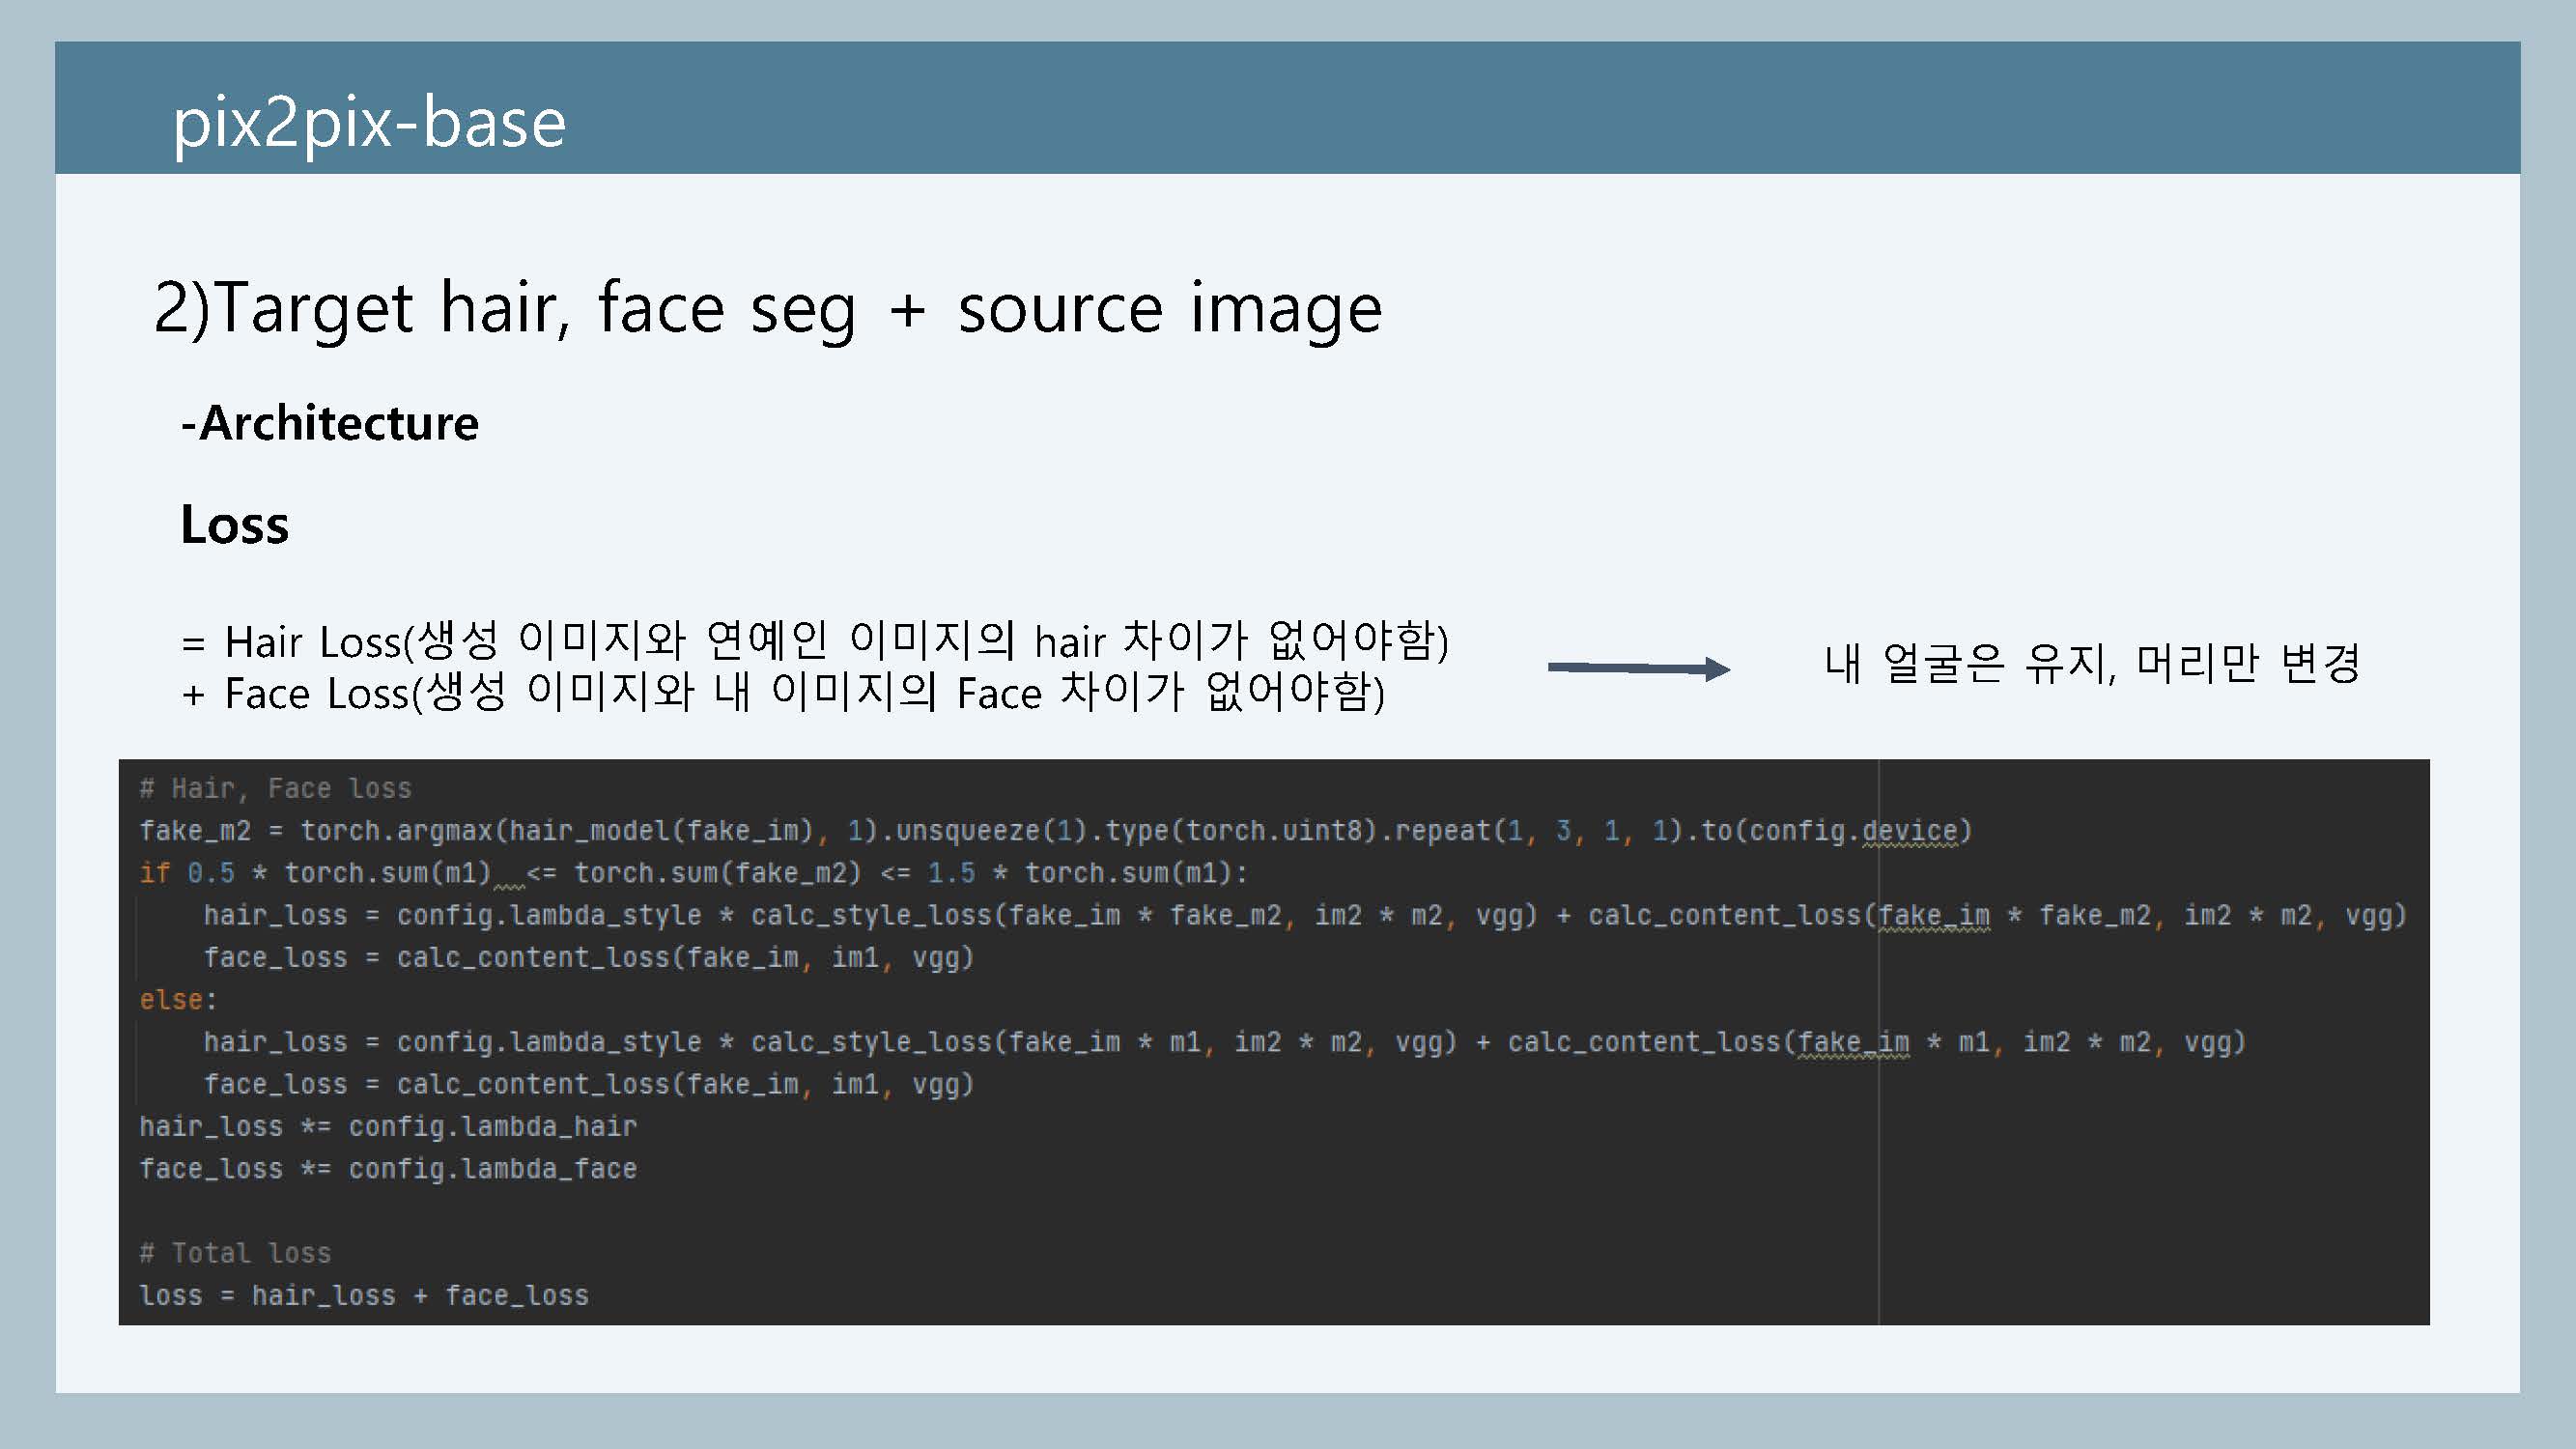 pix2pix-base
2)Target hair, face seg + source image
-Architecture
Loss
= Hair Loss(생성 이미지와 연예인 이미지의 hair 차이가 없어야함)
+ Face Loss(생성 이미지와 내 이미지의 Face 차이가 없어야함)
내 얼굴은 유지, 머리만 변경
# Hair, Face loss
fake_m2 = torch.argmax(hair_model(fake_im), 1).unsqueeze(1).type(torch.uint8).repeat(1, 3, 1, 1).to(config.device)
if 0.5 * torch.sum(m1)  <= torch.sum(fake_m2) <= 1.5 * torch.sum(m1):
    hair_loss = config.lambda_style * calc_style_loss(fake_im * fake_m2, im2 * m2, vgg) + calc_content_loss(fake_im * fake_m2, im2 * m2, vgg)
    face_loss = calc_content_loss(fake_im, im1, vgg)
else:
    hair_loss = config.lambda_style * calc_style_loss(fake_im * m1, im2 * m2, vgg) + calc_content_loss(fake_im * m1, im2 * m2, vgg)
    face_loss = calc_content_loss(fake_im, im1, vgg)
hair_loss *= config.lambda_hair
face_loss *= config.lambda_face
# Total loss
loss = hair_loss + face_loss